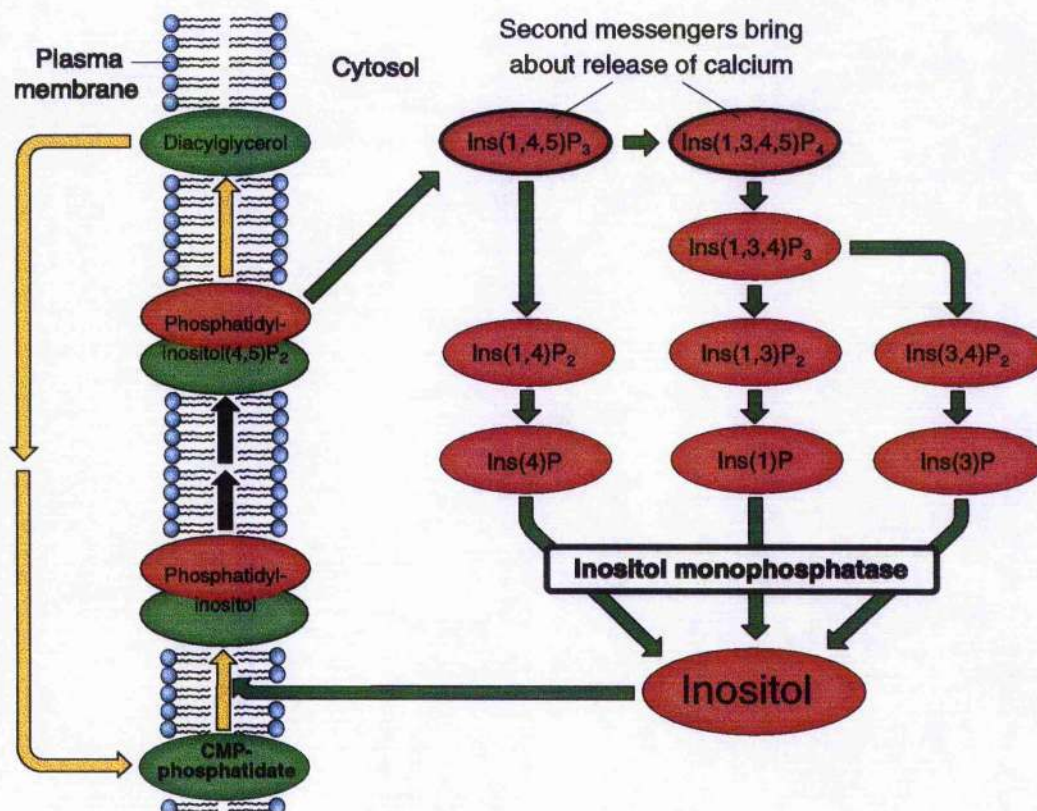 Plasma
membrane
Cytosol
Second messengers bring
about release of calcium
Diacylglycerol
Ins(1,4,5)P₃
Ins(1,3,4,5)P₄
Ins(1,3,4)P₃
Phosphatidyl-
inositol(4,5)P₂
Ins(1,4)P₂
Ins(1,3)P₂
Ins(3,4)P₂
Ins(4)P
Ins(1)P
Ins(3)P
Inositol monophosphatase
Phosphatidyl-
inositol
Inositol
CMP-
phosphatidate